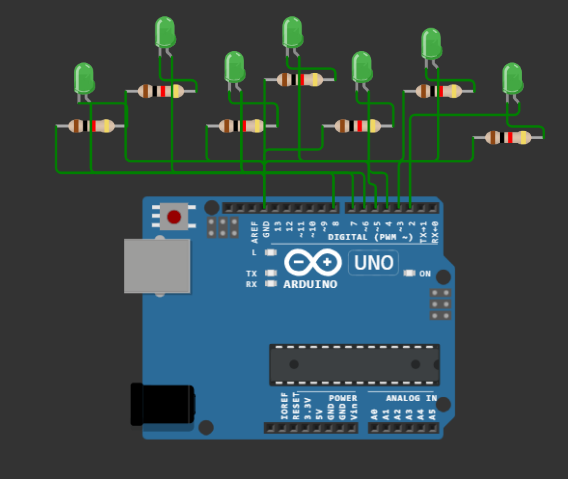 AREF
GND
13
12
~11
~10
~9
8
7
~6
~5
4
~3
2
TX→1
RX←0
DIGITAL (PWM ~)
L
TX
RX
UNO
ON
ARDUINO
IOREF
RESET
3.3V
5V
GND
GND
Vin
POWER
ANALOG IN
A0
A1
A2
A3
A4
A5